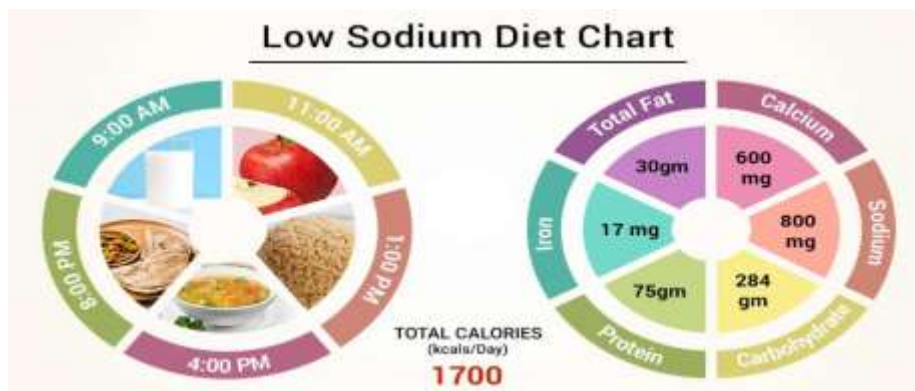 Low Sodium Diet Chart
9:00 AM
11:00 AM
1:00 PM
4:00 PM
8:00 PM
Total Fat
30gm
Calcium
600
mg
Sodium
800
mg
Carbohydrate
284
gm
Protein
75gm
Iron
17 mg
TOTAL CALORIES
(kcals/Day)
1700